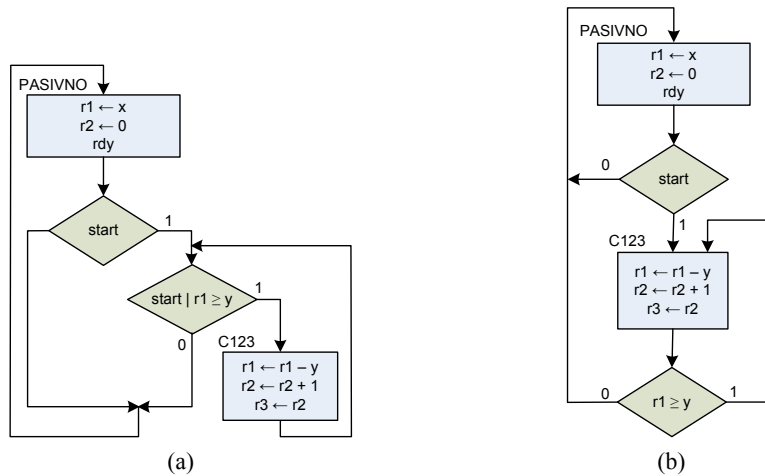 PASIVNO
r1 ← x
r2 ← 0
rdy
start
1
start | r1 ≥ y
1
0
C123
r1 ← r1 – y
r2 ← r2 + 1
r3 ← r2
(a)
PASIVNO
r1 ← x
r2 ← 0
rdy
0
start
1
C123
r1 ← r1 – y
r2 ← r2 + 1
r3 ← r2
0
r1 ≥ y
1
(b)